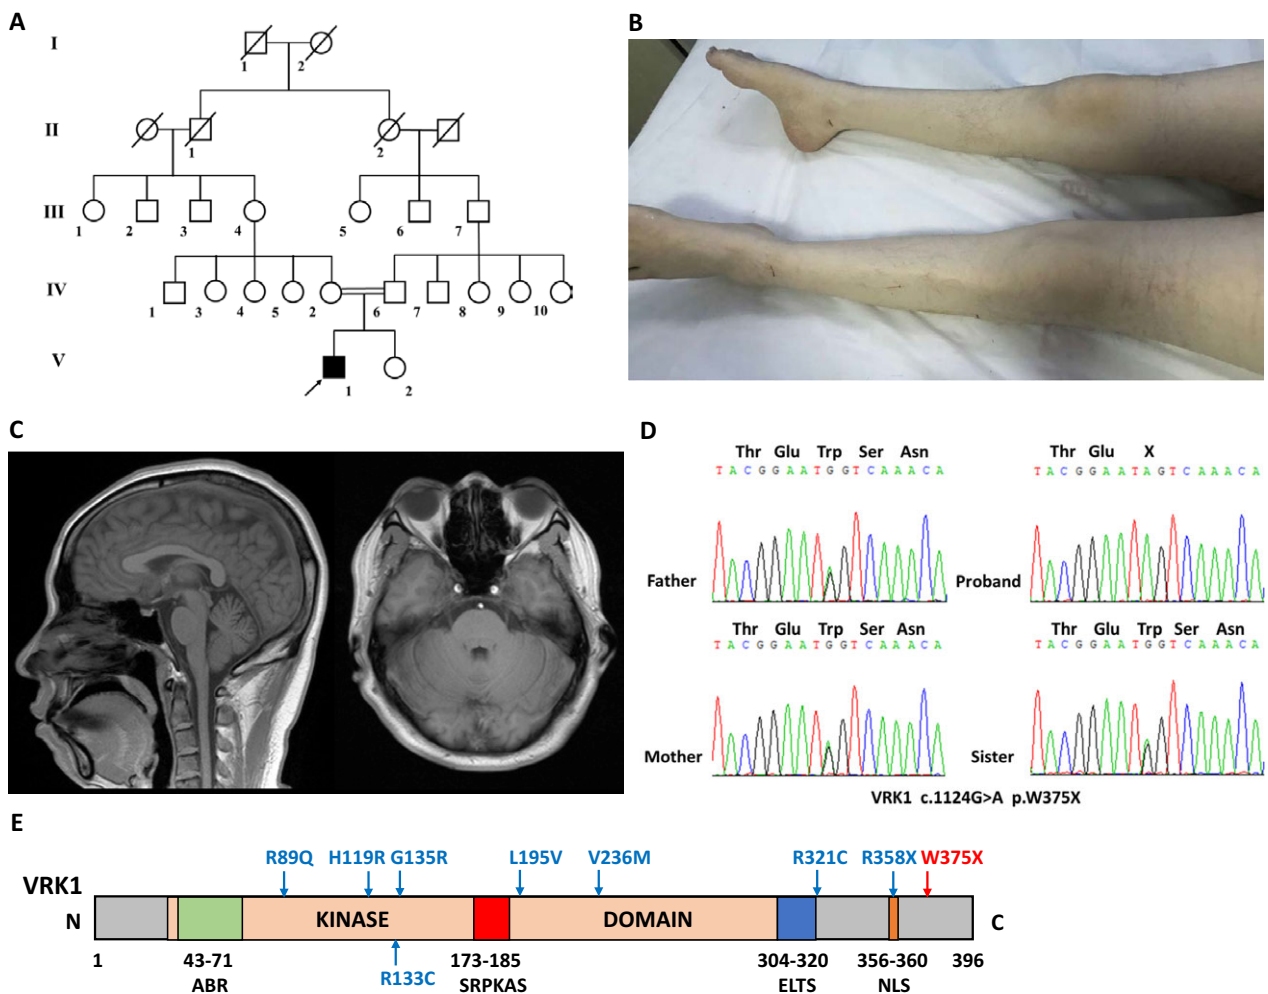 A
I
1
2
II
1
2
III
1
2
3
4
5
6
7
IV
1
3
4
5
2
6
7
8
9
10
V
1
2
B
C
D
Thr Glu Trp Ser Asn
T A C G G A A T G G T C A A A C A
Father
Thr Glu X
T A C G G A A T A G T C A A A C A
Proband
Thr Glu Trp Ser Asn
T A C G G A A T G G T C A A A C A
Mother
Thr Glu Trp Ser Asn
T A C G G A A T G G T C A A A C A
Sister
VRK1 c.1124G>A p.W375X
E
R89Q H119R G135R L195V V236M R321C R358X W375X
VRK1
N KINASE DOMAIN C
1 43-71 173-185 304-320 356-360 396
ABR R133C SRPKAS ELTS NLS